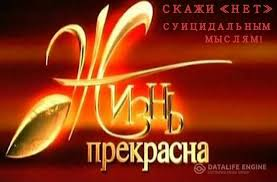 СКАЖИ «НЕТ»
СУИЦИДАЛЬНЫМ
МЫСЛЯМ!
Жизнь
прекрасна
DATALIFE ENGINE